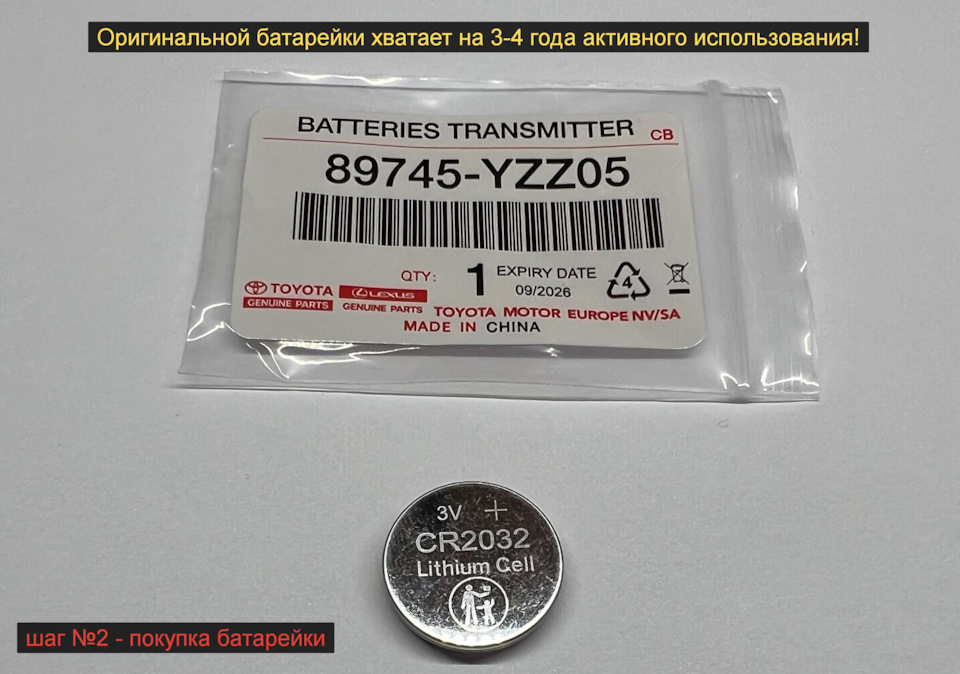 Оригинальной батарейки хватает на 3-4 года активного использования!
BATTERIES TRANSMITTER CB
89745-YZZ05
QTY: 1 EXPIRY DATE
09/2026
4
TOYOTA
GENUINE PARTS
LEXUS
GENUINE PARTS
TOYOTA MOTOR EUROPE NV/SA
MADE IN CHINA
3V +
CR2032
Lithium Cell
шаг №2 - покупка батарейки